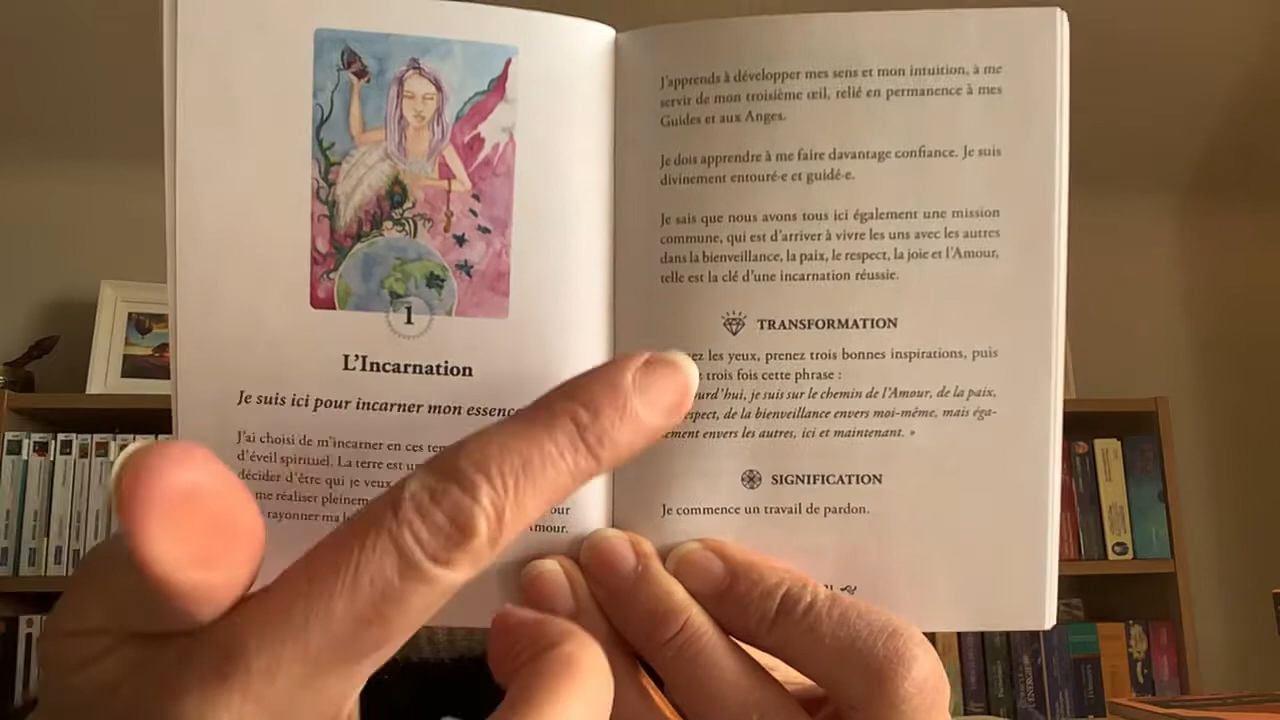 1
L'Incarnation
Je suis ici pour incarner mon essence
J'ai choisi de m'incarner en ces
d'éveil spirituel. La terre est
décider d'être qui je veux
me réaliser
rayonner ma
our
Amour.
J'apprends à développer mes sens et mon intuition, à me
servir de mon troisième œil, relié en permanence à mes
Guides et aux Anges.
Je dois apprendre à me faire davantage confiance. Je suis
divinement entouré·e et guidé·e.
Je sais que nous avons tous ici également une mission
commune, qui est d'arriver à vivre les uns avec les autres
dans la bienveillance, la paix, le respect, la joie et l'Amour,
telle est la clé d'une incarnation réussie.
TRANSFORMATION
ez les yeux, prenez trois bonnes inspirations, puis
trois fois cette phrase :
urd'hui, je suis sur le chemin de l'Amour, de la paix,
espect, de la bienveillance envers moi-même, mais éga-
ement envers les autres, ici et maintenant. »
SIGNIFICATION
Je commence un travail de pardon.